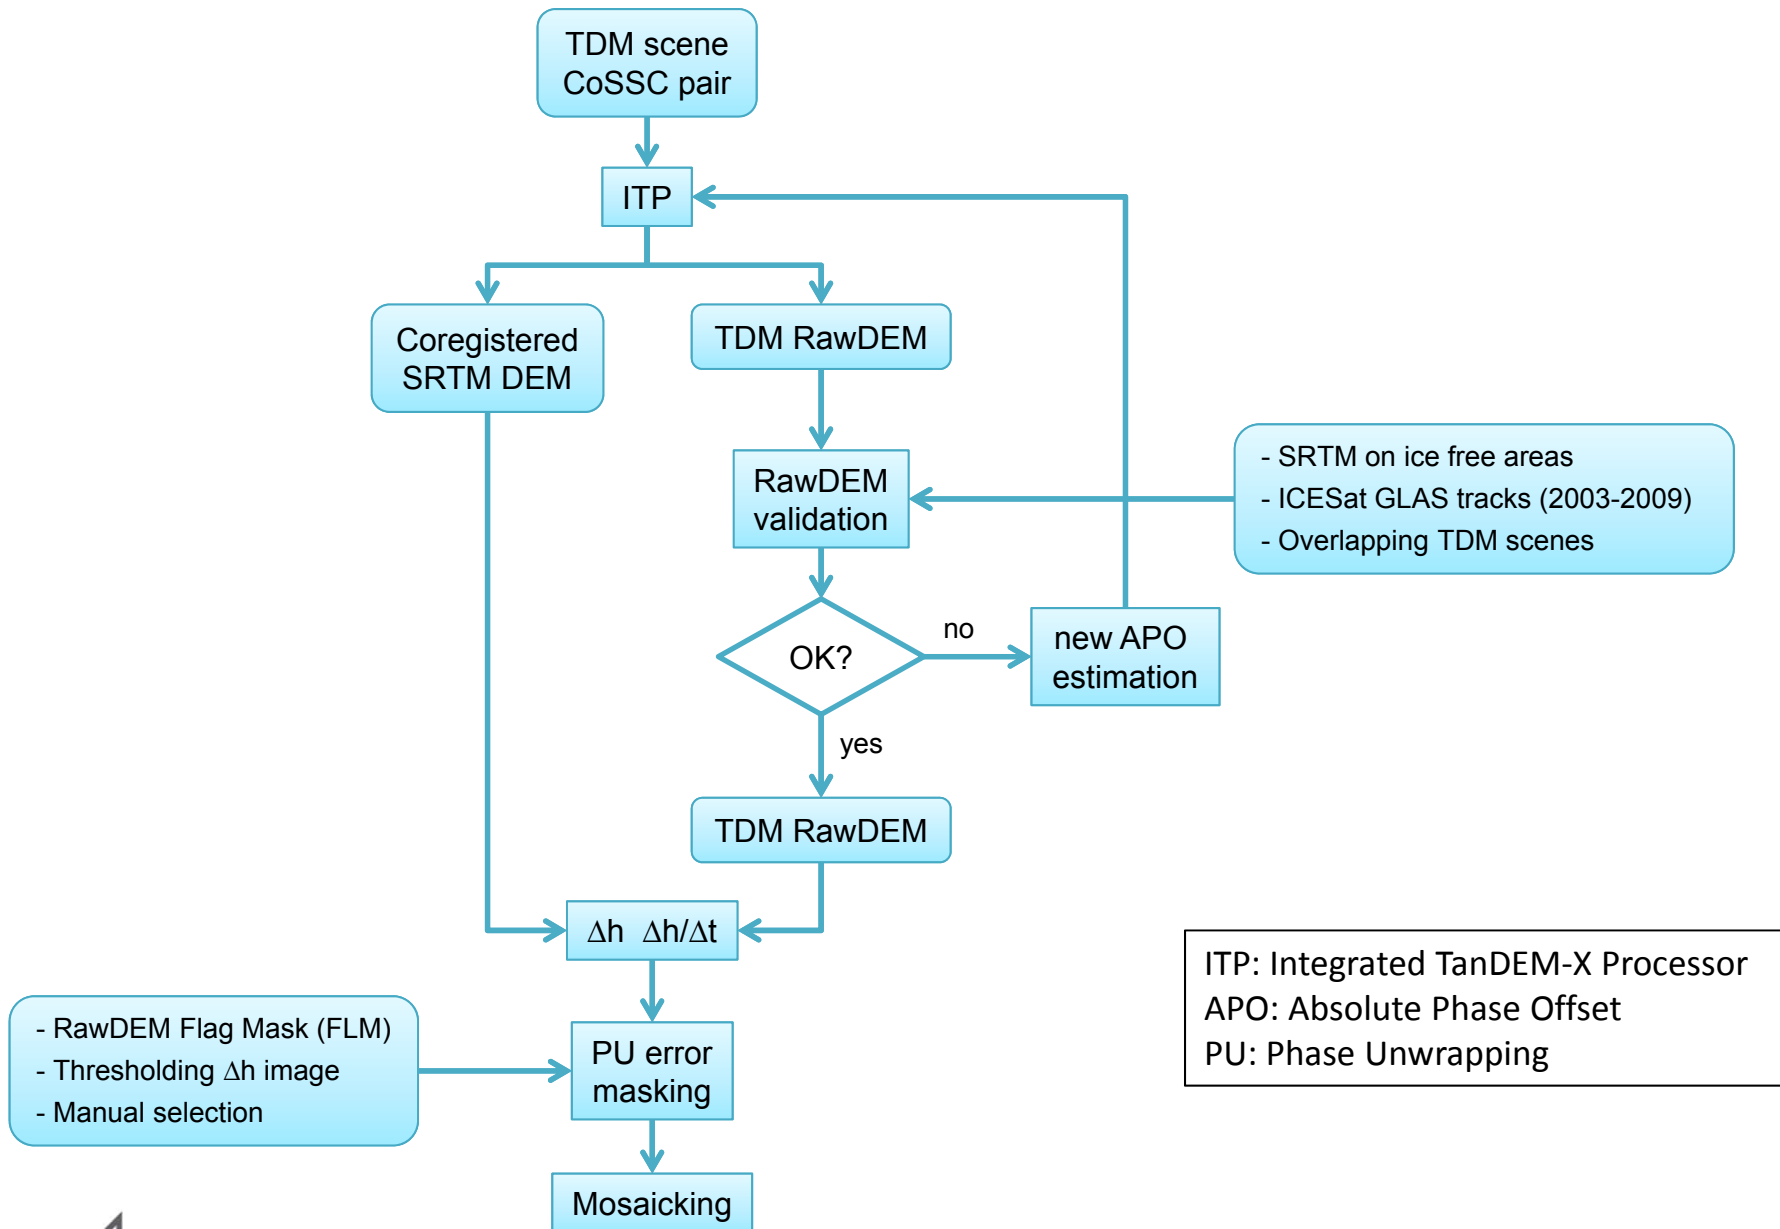 TDM scene
CoSSC pair
ITP
Coregistered
SRTM DEM
TDM RawDEM
RawDEM
validation
- SRTM on ice free areas
- ICESat GLAS tracks (2003-2009)
- Overlapping TDM scenes
OK?
no
new APO
estimation
yes
TDM RawDEM
Δh Δh/Δt
- RawDEM Flag Mask (FLM)
- Thresholding Δh image
- Manual selection
PU error
masking
Mosaicking
ITP: Integrated TanDEM-X Processor
APO: Absolute Phase Offset
PU: Phase Unwrapping